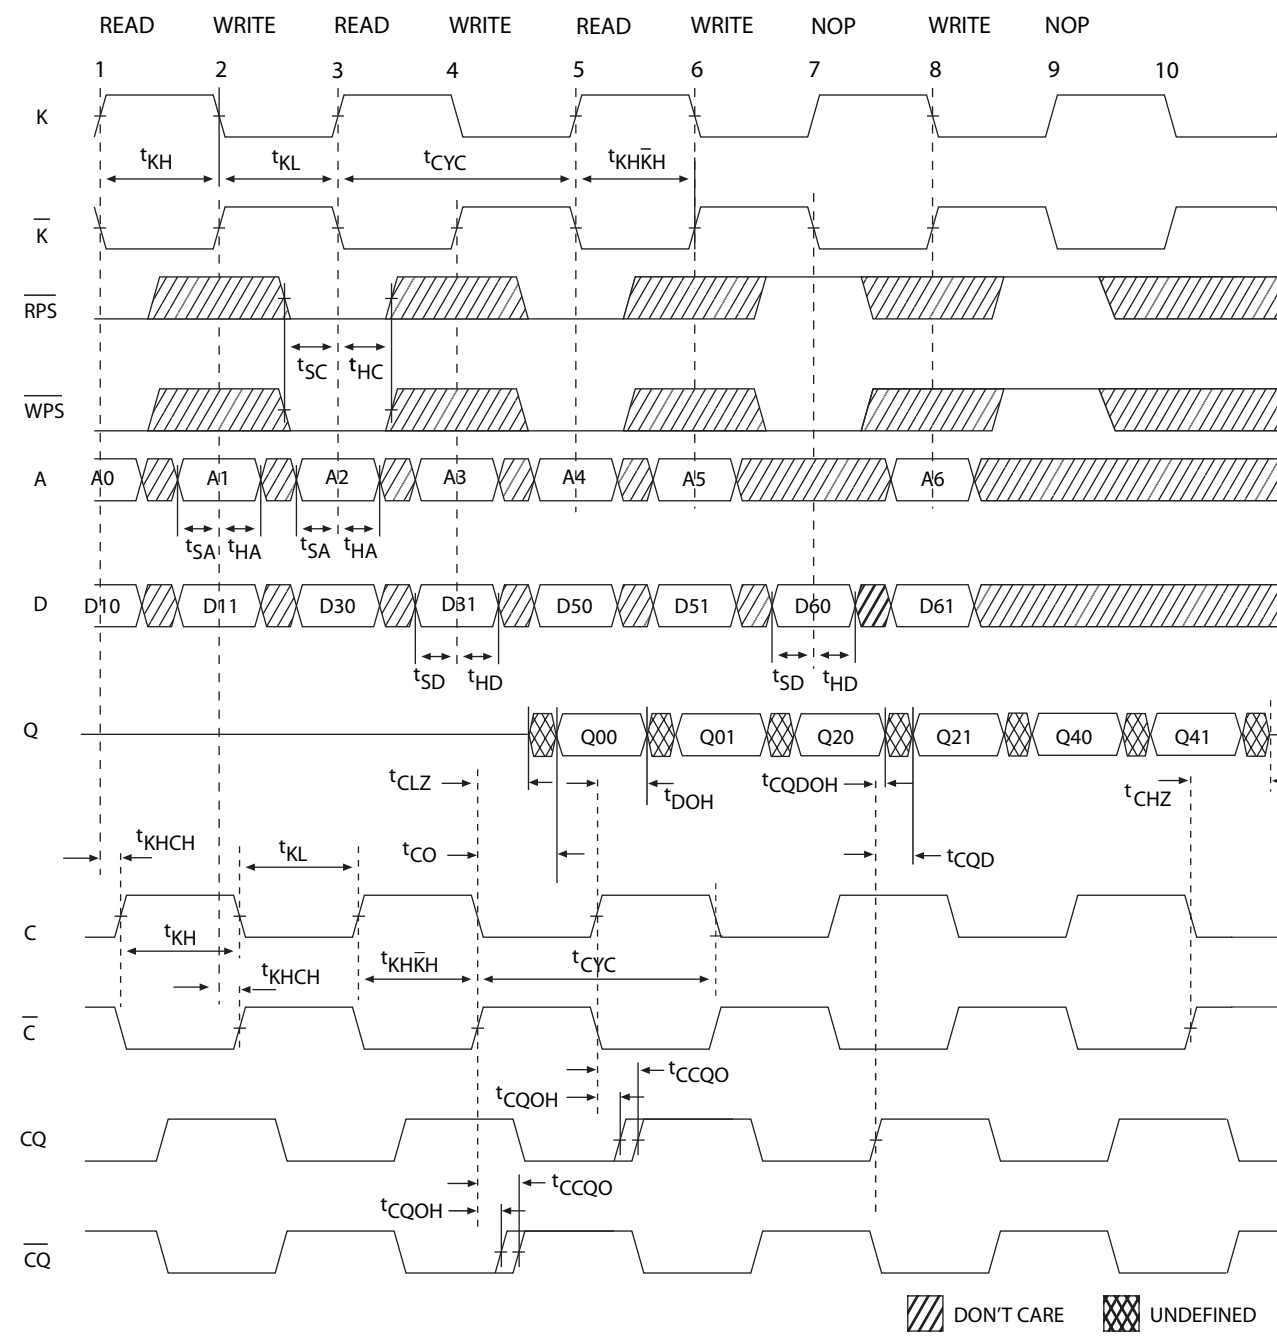 READ WRITE READ WRITE READ WRITE NOP WRITE NOP
1 2 3 4 5 6 7 8 9 10
K
tKH tKL tCYC tKHK̅H
K̅
R̅P̅S̅
tSC tHC
W̅P̅S̅
A A0 A1 A2 A3 A4 A5 A6
tSA tHA tSA tHA
D D10 D11 D30 D31 D50 D51 D60 D61
tSD tHD tSD tHD
Q Q00 Q01 Q20 Q21 Q40 Q41
tCLZ tDOH tCQDOH tCHZ
tKHCH tKL tCO tCQD
C
tKH tKHK̅H tCYC
tKHCH
C̅
tCCQO
tCQOH
CQ
tCCQO
tCQOH
C̅Q̅
DON'T CARE UNDEFINED